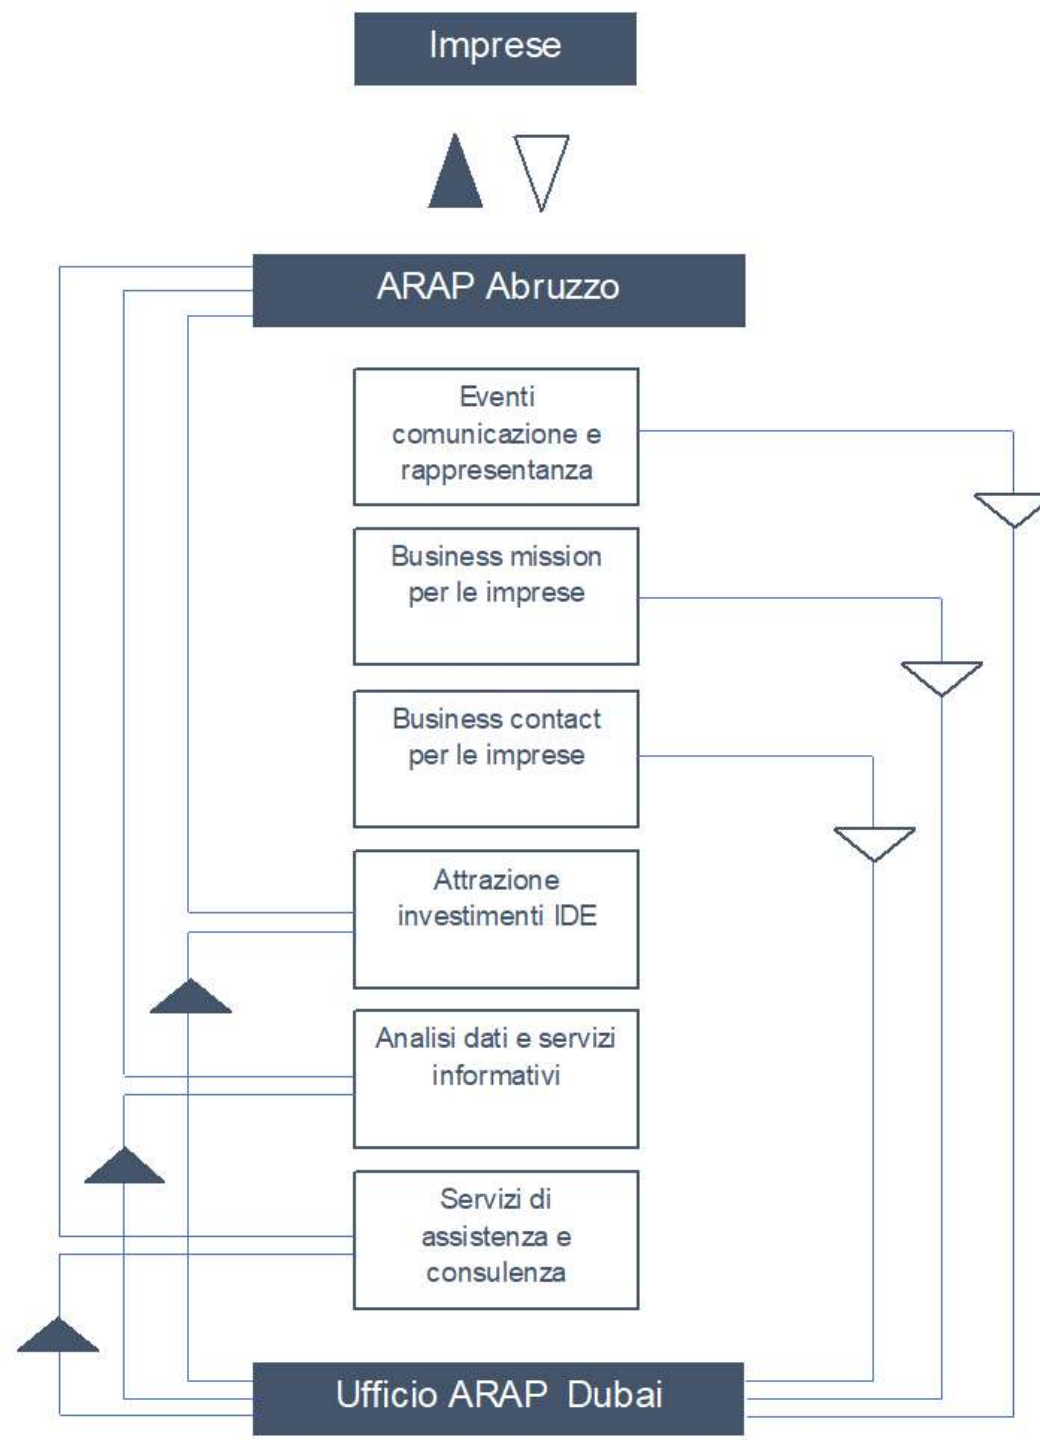 Imprese
ARAP Abruzzo
Eventi
comunicazione e
rappresentanza
Business mission
per le imprese
Business contact
per le imprese
Attrazione
investimenti IDE
Analisi dati e servizi
informativi
Servizi di
assistenza e
consulenza
Ufficio ARAP Dubai